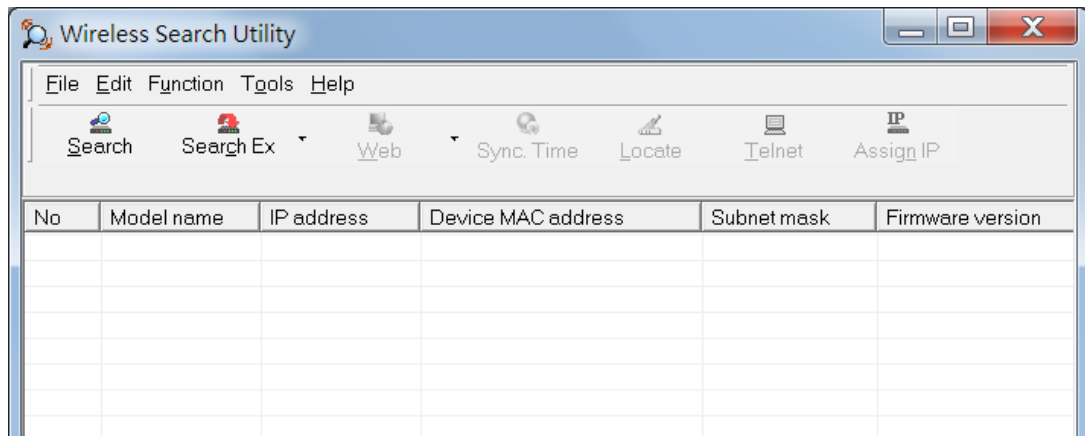 Wireless Search Utility
File Edit Function Tools Help
Search Search Ex Web Sync. Time Locate Telnet IP Assign IP
No Model name IP address Device MAC address Subnet mask Firmware version